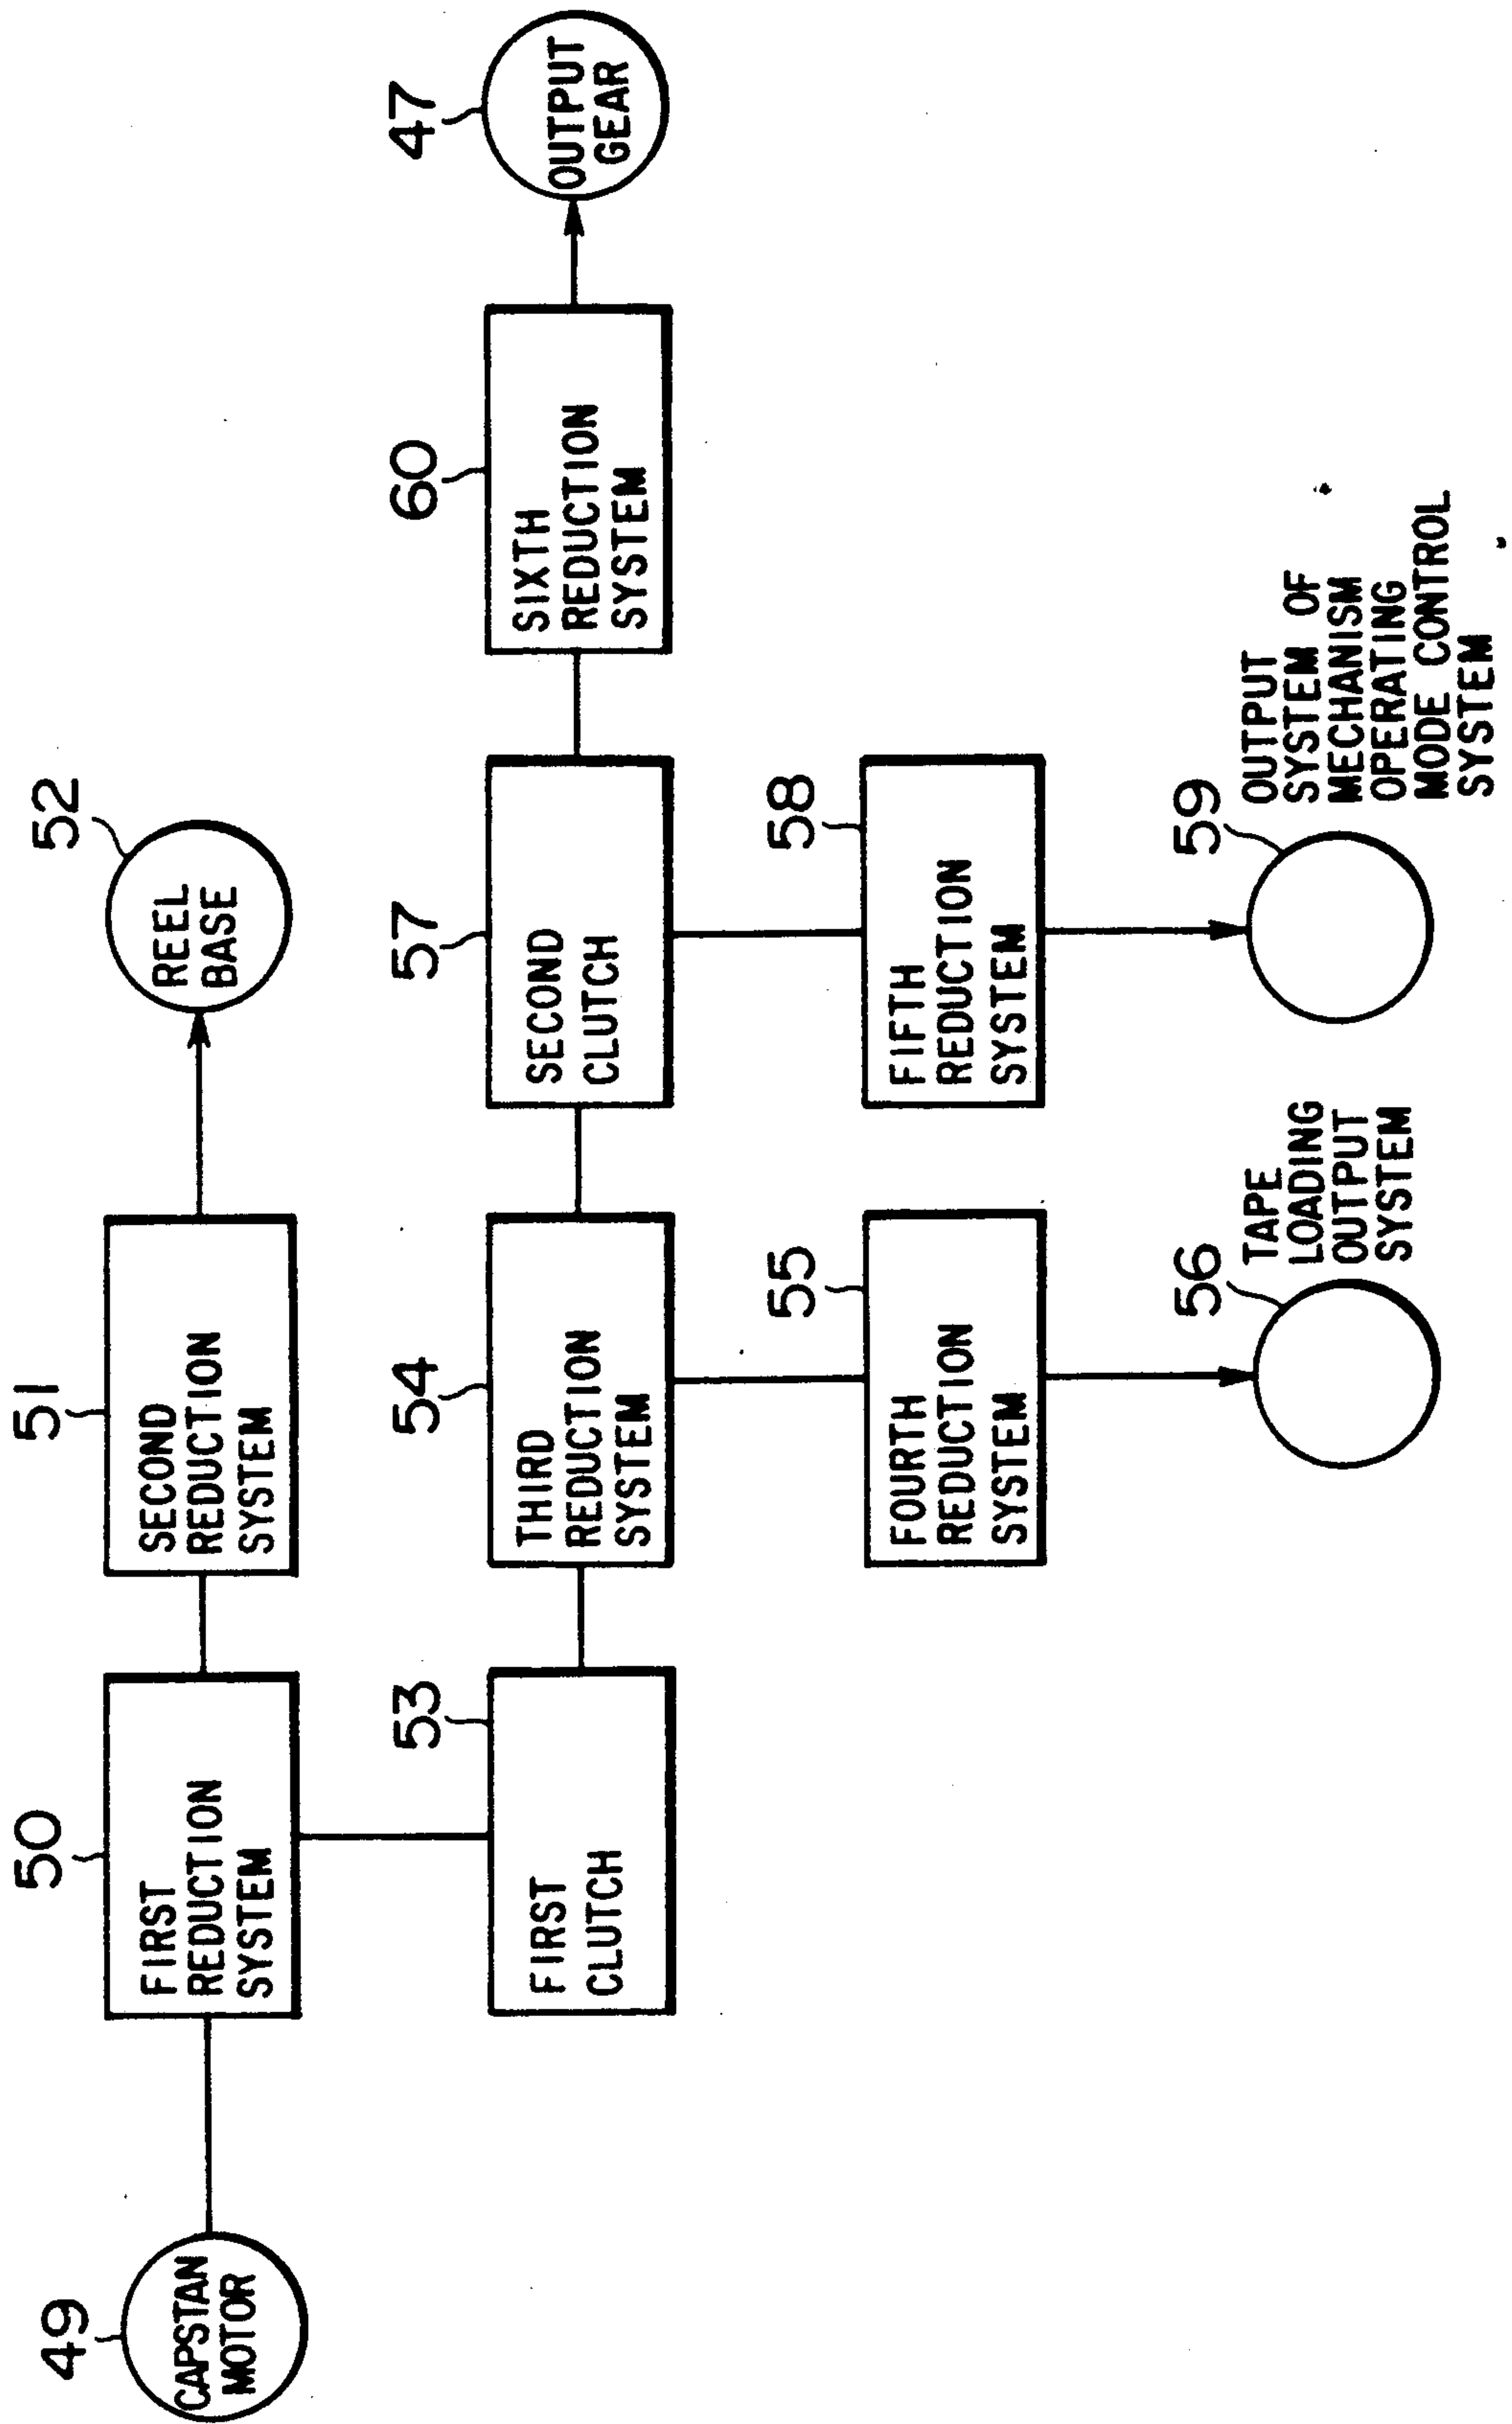 49
CAPSTAN
MOTOR
50
FIRST
REDUCTION
SYSTEM
51
SECOND
REDUCTION
SYSTEM
52
REEL
BASE
53
FIRST
CLUTCH
54
THIRD
REDUCTION
SYSTEM
57
SECOND
CLUTCH
60
SIXTH
REDUCTION
SYSTEM
47
OUTPUT
GEAR
55
FOURTH
REDUCTION
SYSTEM
58
FIFTH
REDUCTION
SYSTEM
56
TAPE
LOADING
OUTPUT
SYSTEM
59
OUTPUT
SYSTEM OF
MECHANISM
OPERATING
MODE CONTROL
SYSTEM